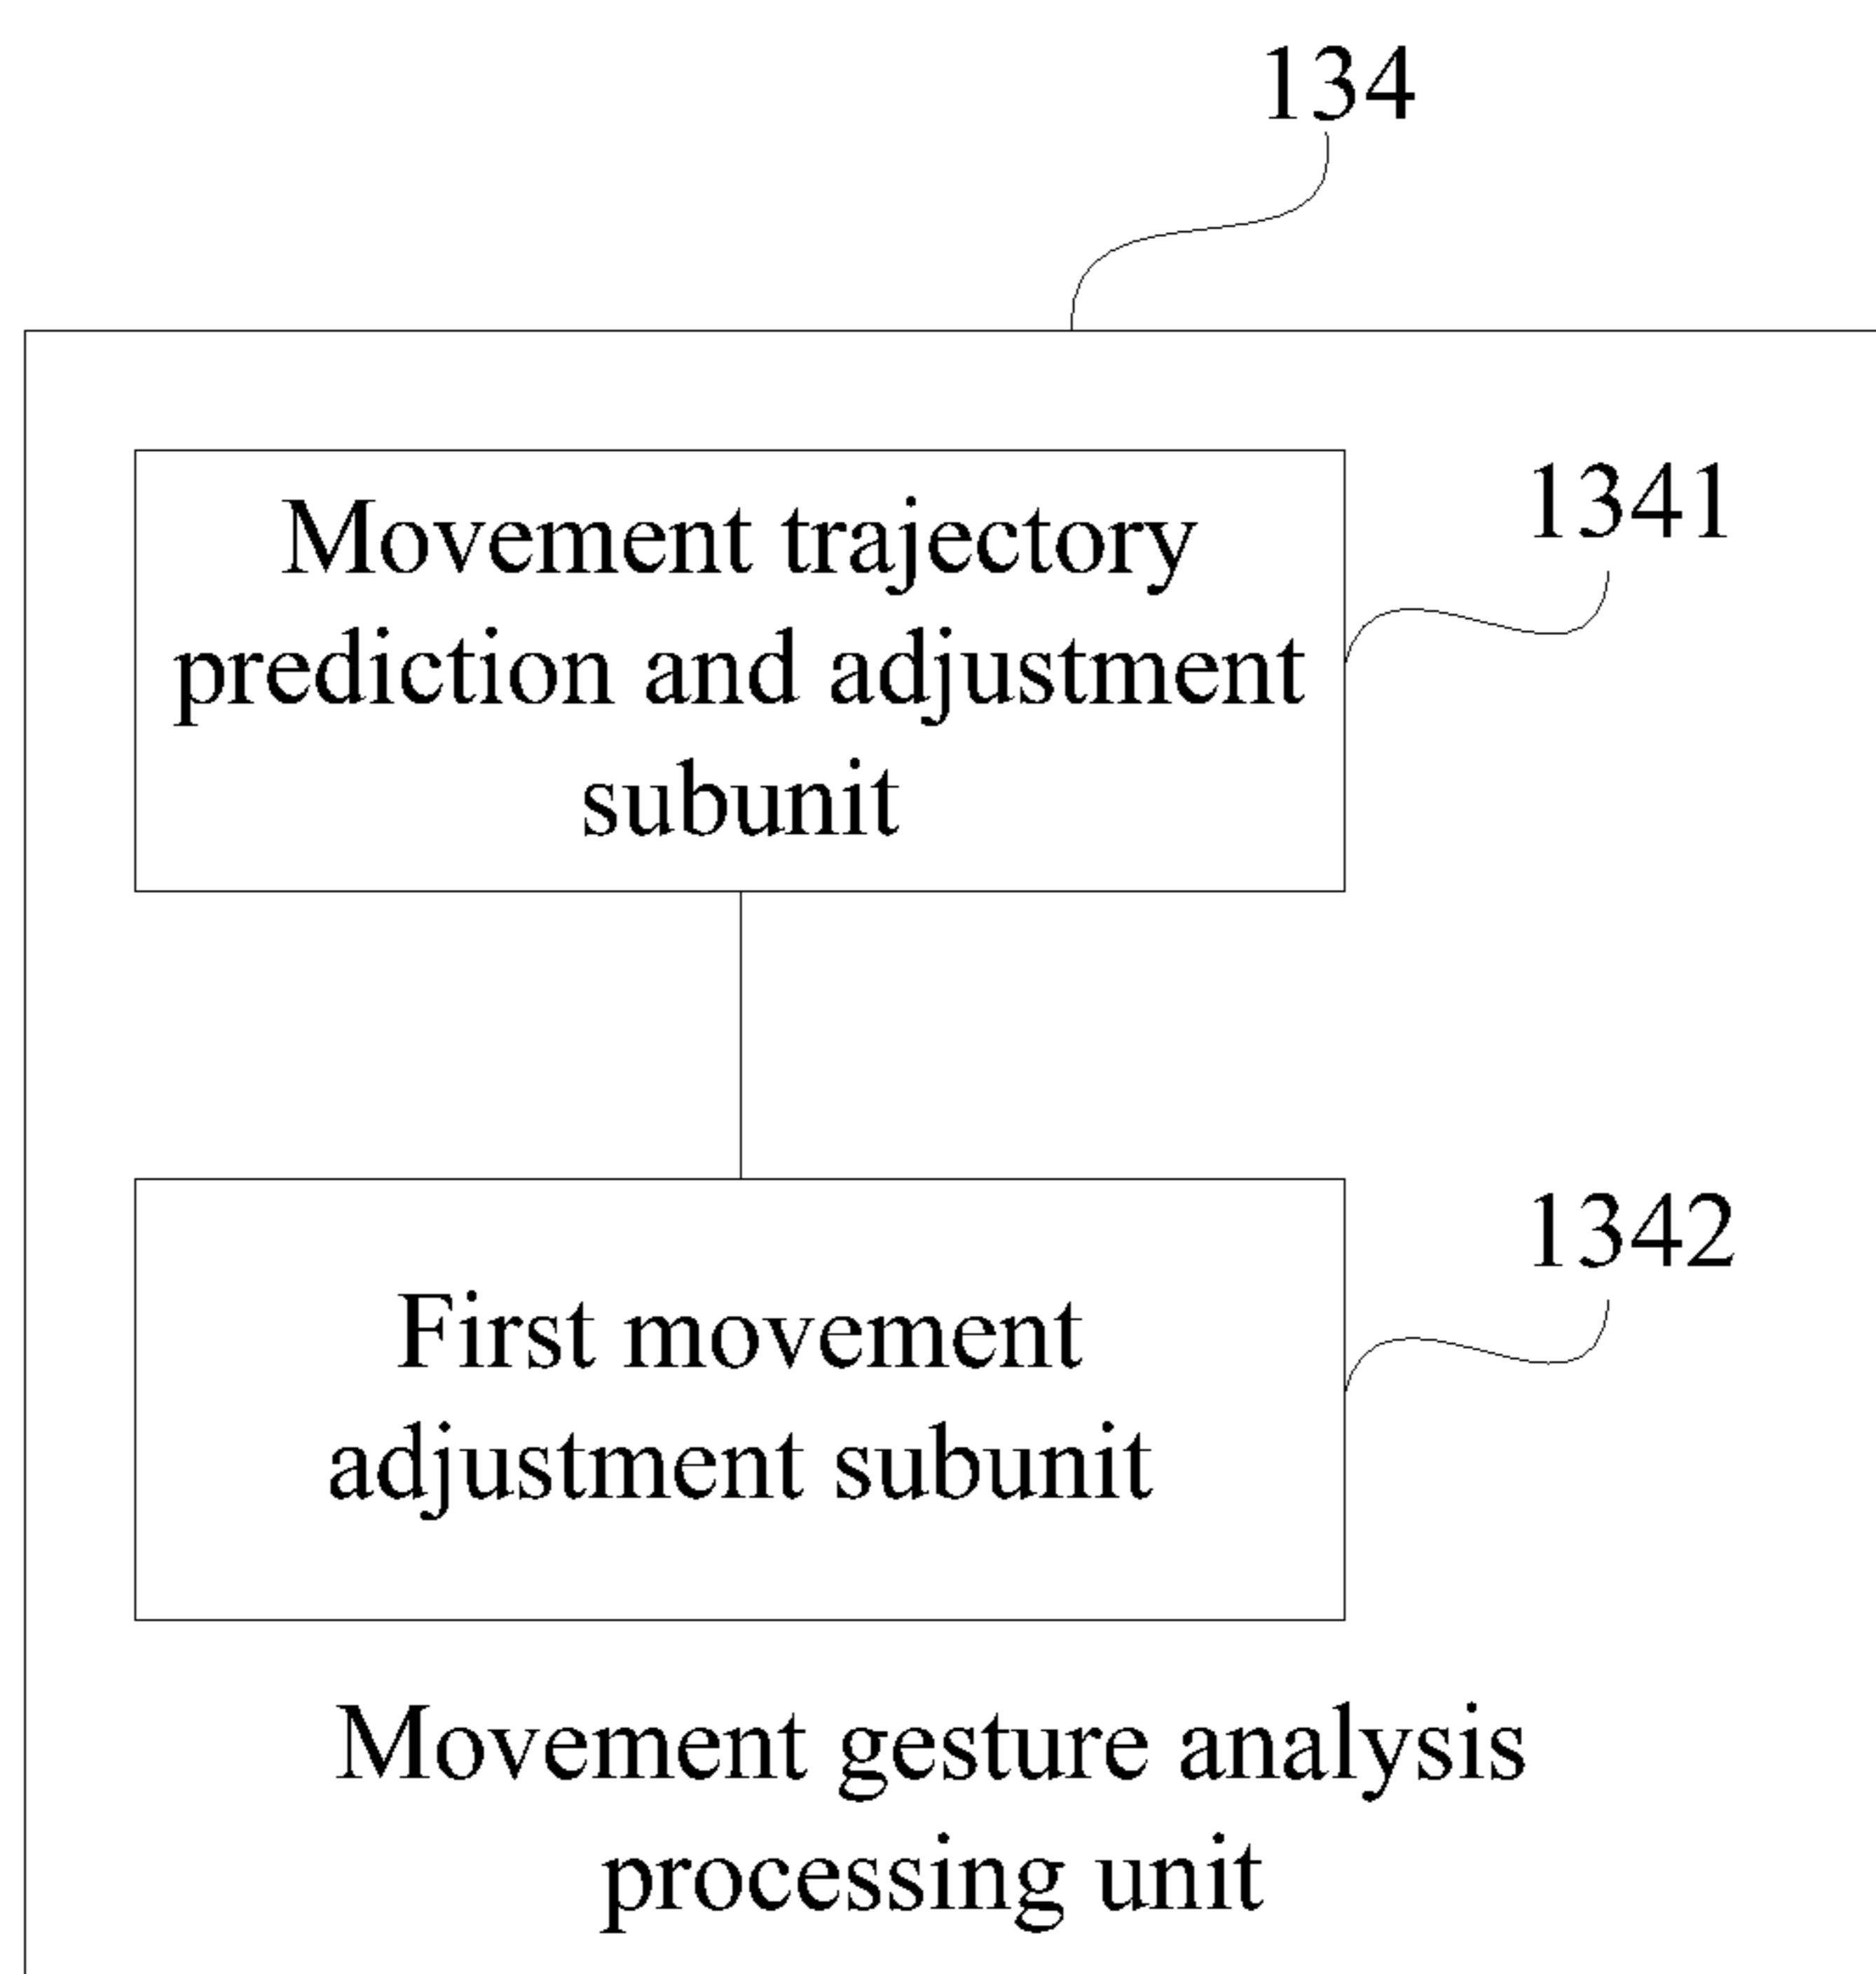 134
Movement trajectory
prediction and adjustment
subunit
1341
First movement
adjustment subunit
1342
Movement gesture analysis
processing unit